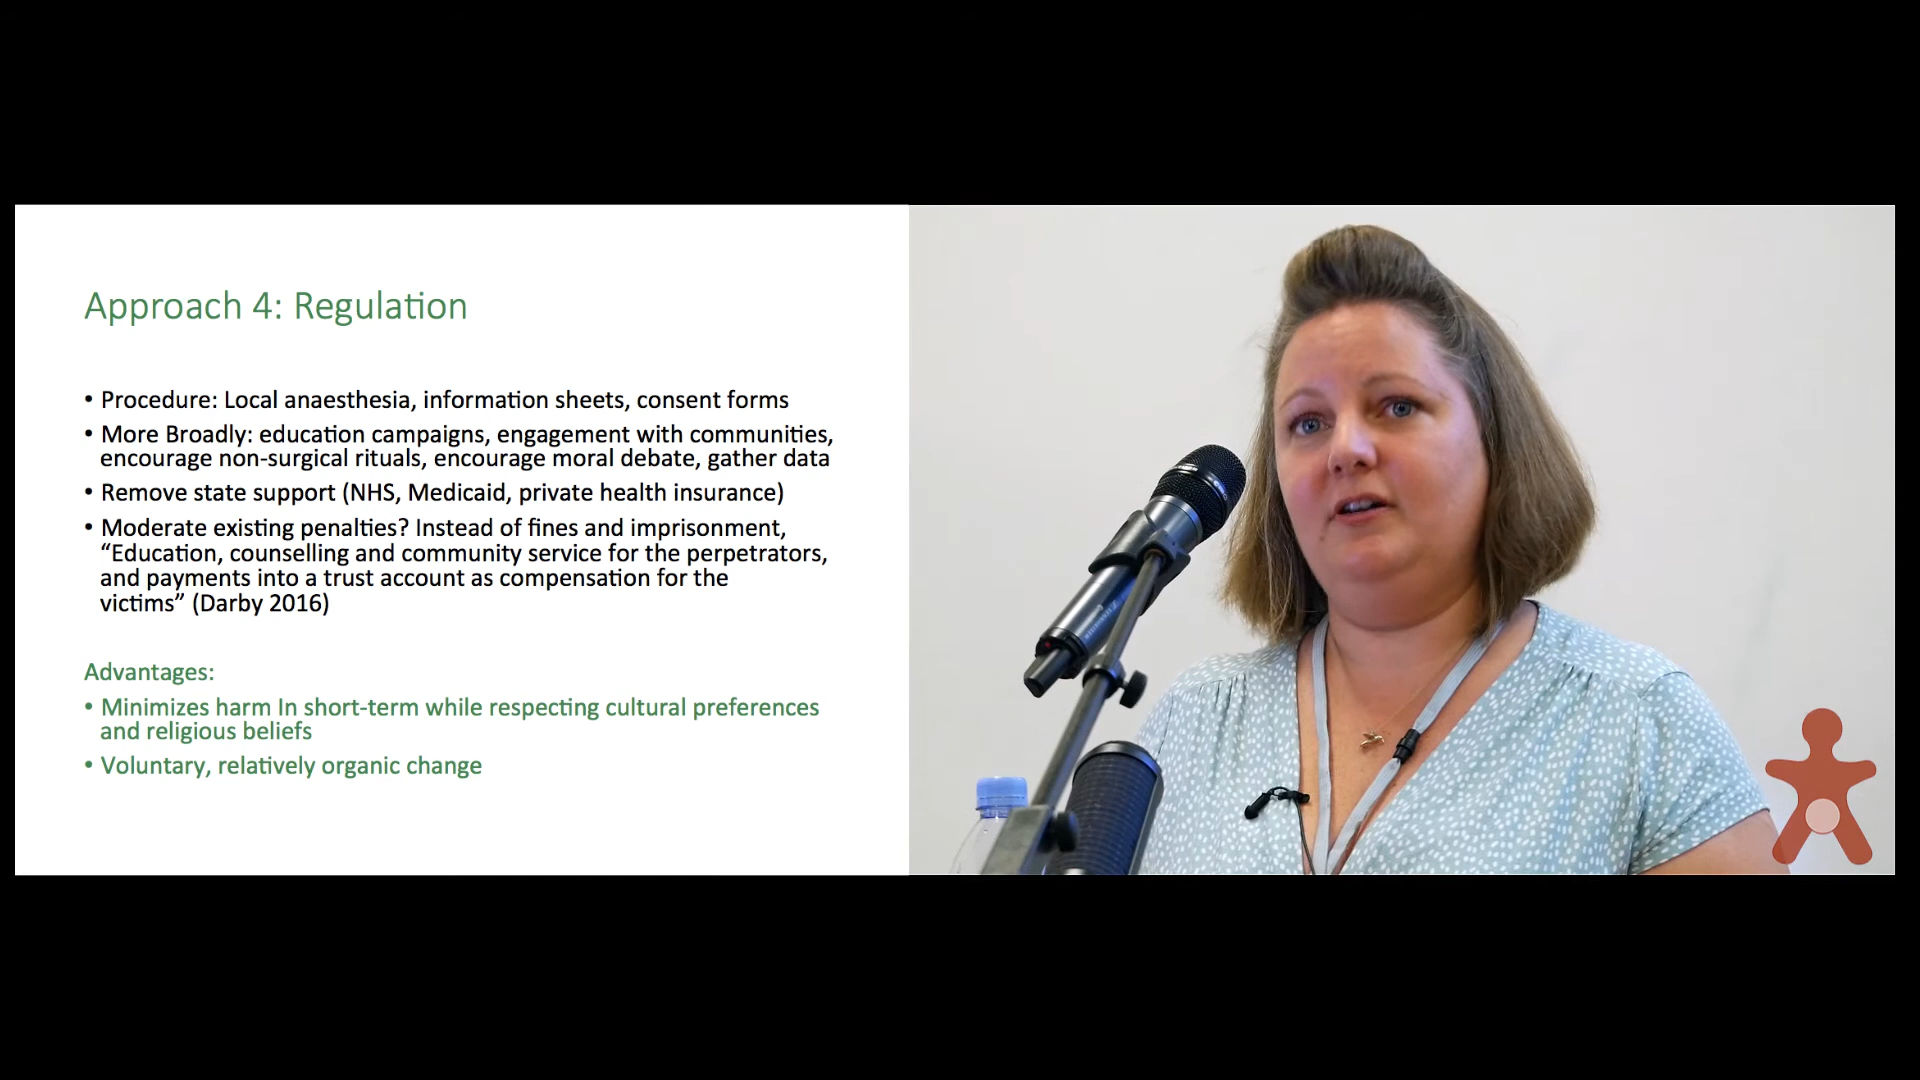 Approach 4: Regulation
• Procedure: Local anaesthesia, information sheets, consent forms
• More Broadly: education campaigns, engagement with communities,
encourage non-surgical rituals, encourage moral debate, gather data
• Remove state support (NHS, Medicaid, private health insurance)
• Moderate existing penalties? Instead of fines and imprisonment,
“Education, counselling and community service for the perpetrators,
and payments into a trust account as compensation for the
victims” (Darby 2016)
Advantages:
• Minimizes harm In short-term while respecting cultural preferences
and religious beliefs
• Voluntary, relatively organic change